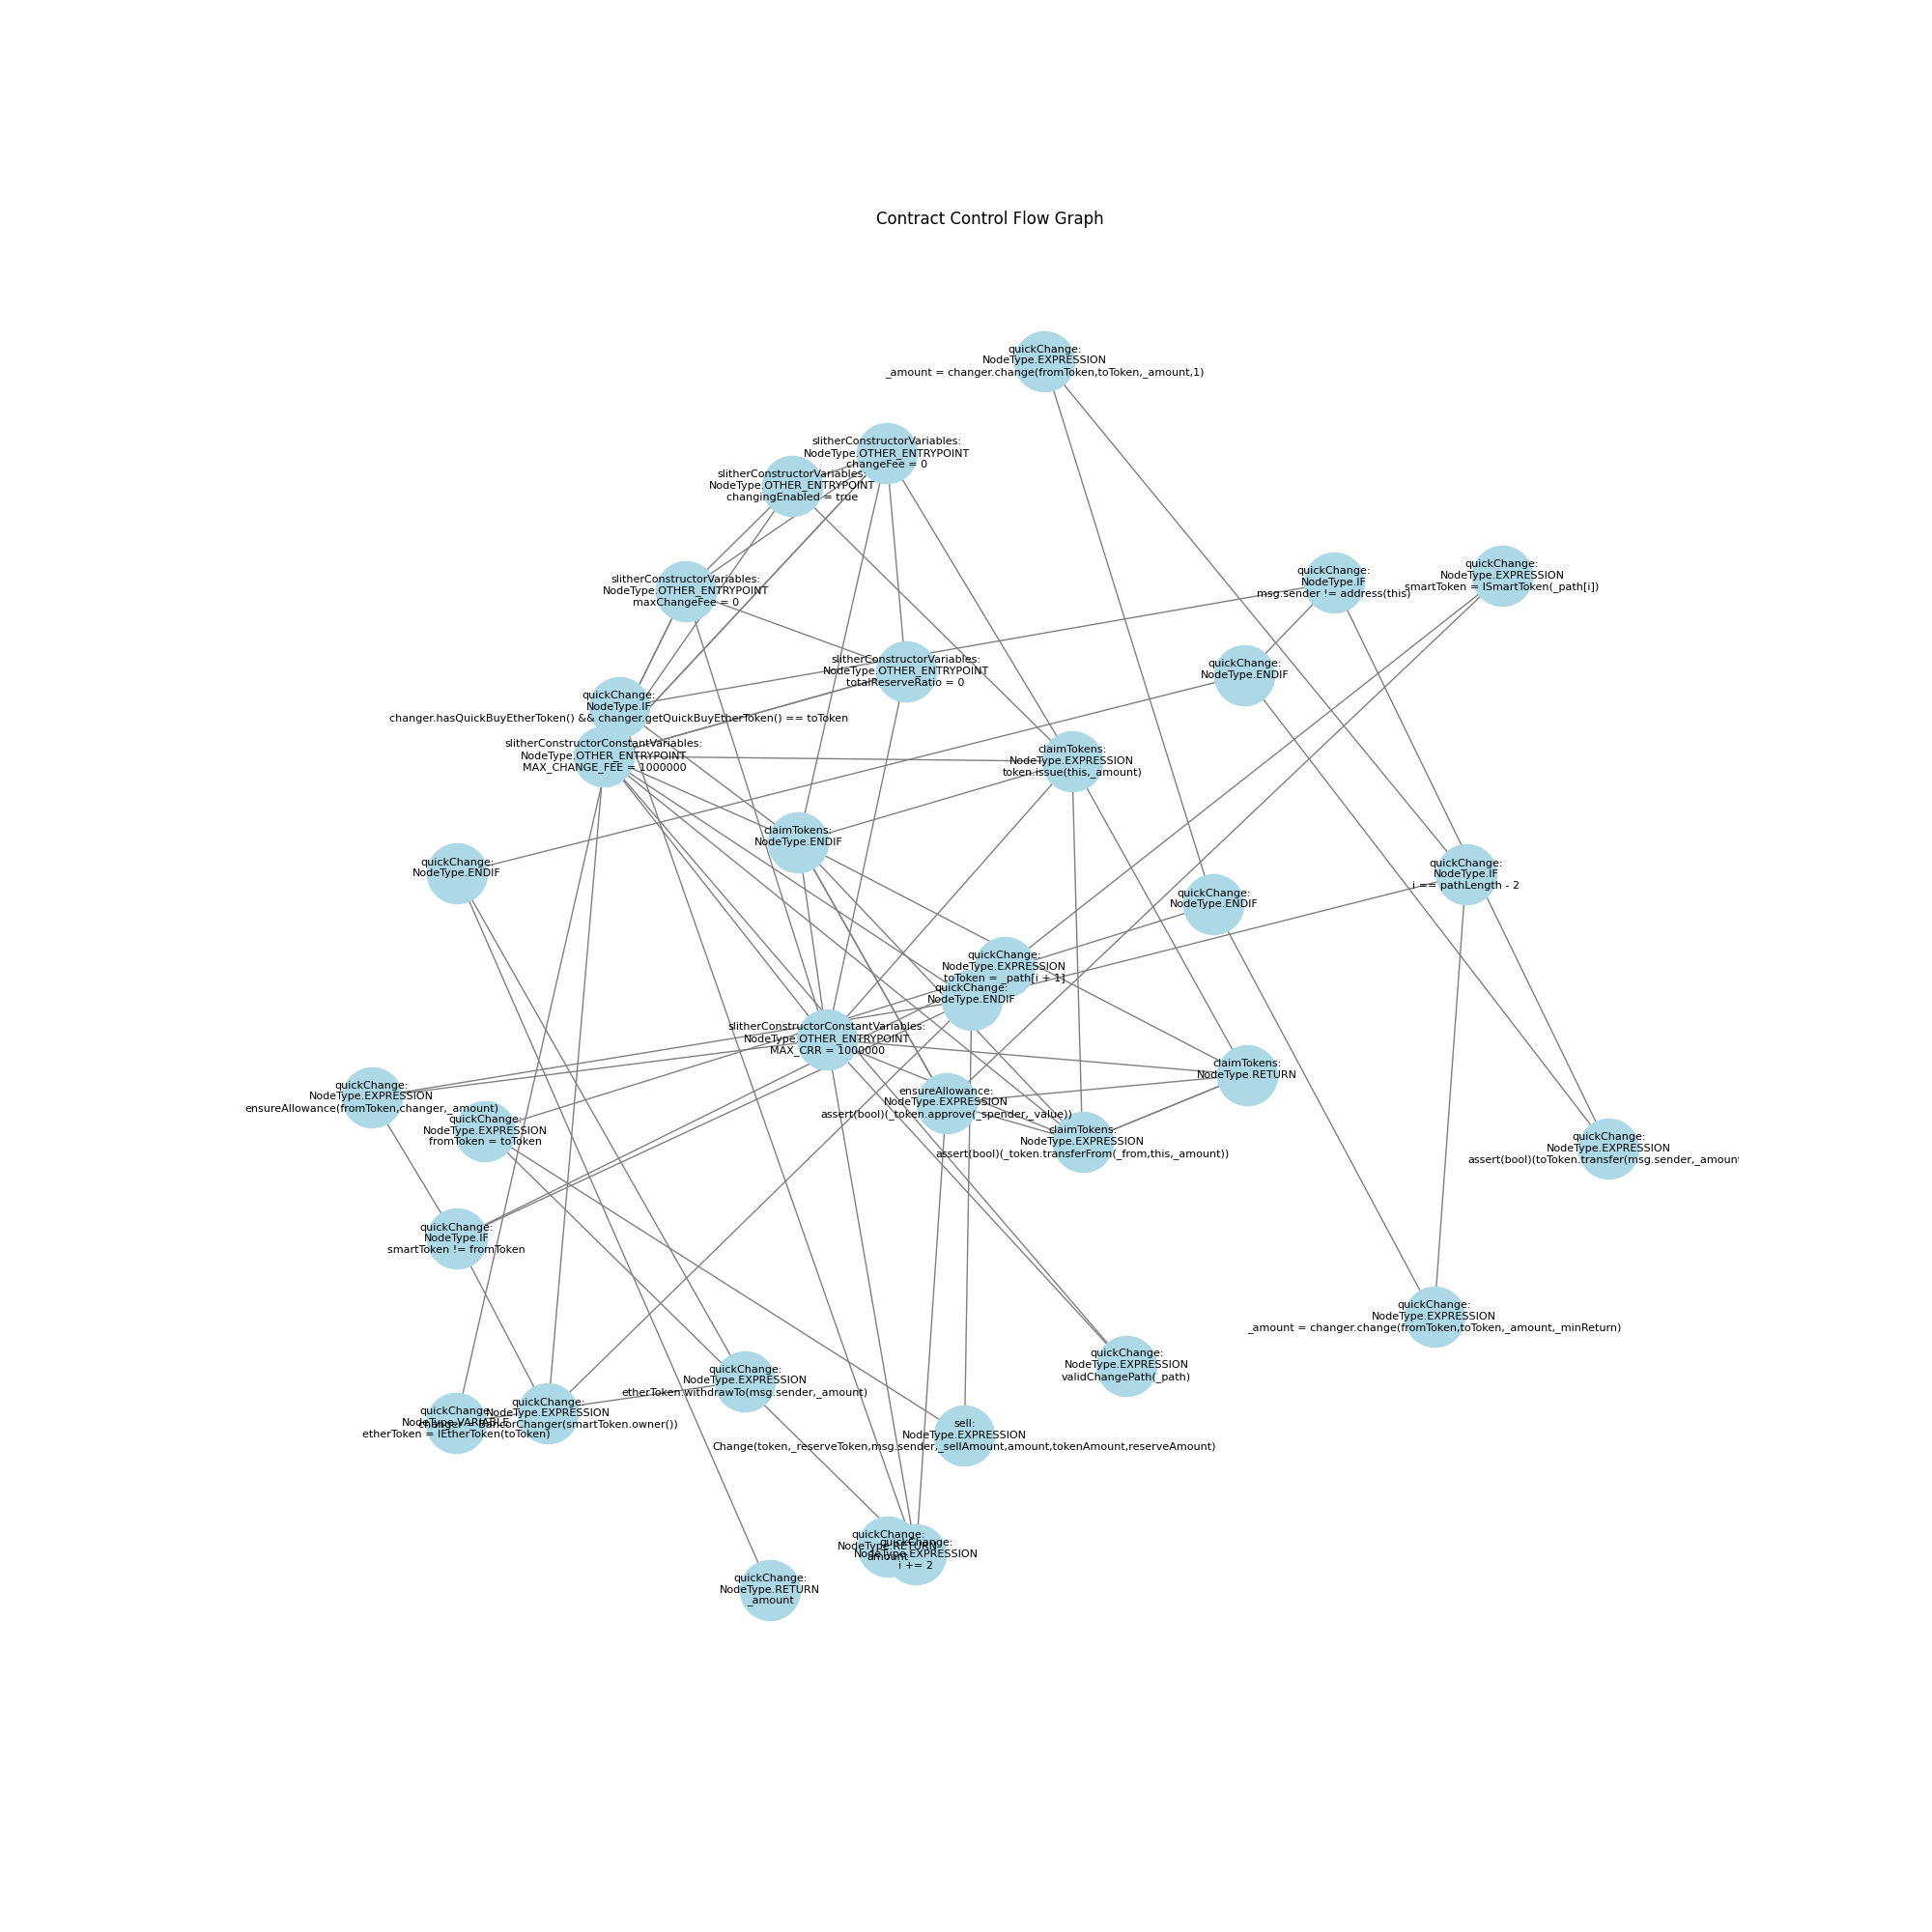 Contract Control Flow Graph
quickChange:
NodeType.EXPRESSION
_amount = changer.change(fromToken,toToken,_amount,1)
slitherConstructorVariables:
NodeType.OTHER_ENTRYPOINT
changeFee = 0
slitherConstructorVariables:
NodeType.OTHER_ENTRYPOINT
changingEnabled = true
quickChange:
NodeType.IF
msg.sender != address(this)
quickChange:
NodeType.EXPRESSION
smartToken = ISmartToken(_path[i])
slitherConstructorVariables:
NodeType.OTHER_ENTRYPOINT
maxChangeFee = 0
slitherConstructorVariables:
NodeType.OTHER_ENTRYPOINT
totalReserveRatio = 0
quickChange:
NodeType.ENDIF
quickChange:
NodeType.IF
changer.hasQuickBuyEtherToken() && changer.getQuickBuyEtherToken() == toToken
slitherConstructorConstantVariables:
NodeType.OTHER_ENTRYPOINT
MAX_CHANGE_FEE = 1000000
claimTokens:
NodeType.EXPRESSION
token.issue(this,_amount)
claimTokens:
NodeType.ENDIF
quickChange:
NodeType.ENDIF
quickChange:
NodeType.IF
i == pathLength - 2
quickChange:
NodeType.ENDIF
quickChange:
NodeType.EXPRESSION
toToken = _path[i + 1]
quickChange:
NodeType.ENDIF
slitherConstructorConstantVariables:
NodeType.OTHER_ENTRYPOINT
MAX_CRR = 1000000
claimTokens:
NodeType.RETURN
quickChange:
NodeType.EXPRESSION
ensureAllowance(fromToken,changer,_amount)
ensureAllowance:
NodeType.EXPRESSION
assert(bool)(_token.approve(_spender,_value))
quickChange:
NodeType.EXPRESSION
fromToken = toToken
claimTokens:
NodeType.EXPRESSION
assert(bool)(_token.transferFrom(_from,this,_amount))
quickChange:
NodeType.EXPRESSION
assert(bool)(toToken.transfer(msg.sender,_amount
quickChange:
NodeType.IF
smartToken != fromToken
quickChange:
NodeType.EXPRESSION
_amount = changer.change(fromToken,toToken,_amount,_minReturn)
quickChange:
NodeType.EXPRESSION
validChangePath(_path)
quickChange:
NodeType.EXPRESSION
etherToken.withdrawTo(msg.sender,_amount)
quickChange:
NodeType.EXPRESSION
changer = BancorChanger(smartToken.owner())
quickChange:
NodeType.VARIABLE
etherToken = IEtherToken(toToken)
sell:
NodeType.EXPRESSION
Change(token,_reserveToken,msg.sender,_sellAmount,amount,tokenAmount,reserveAmount)
quickChange:
NodeType.RETURN
amount
quickChange:
NodeType.EXPRESSION
i += 2
quickChange:
NodeType.RETURN
_amount